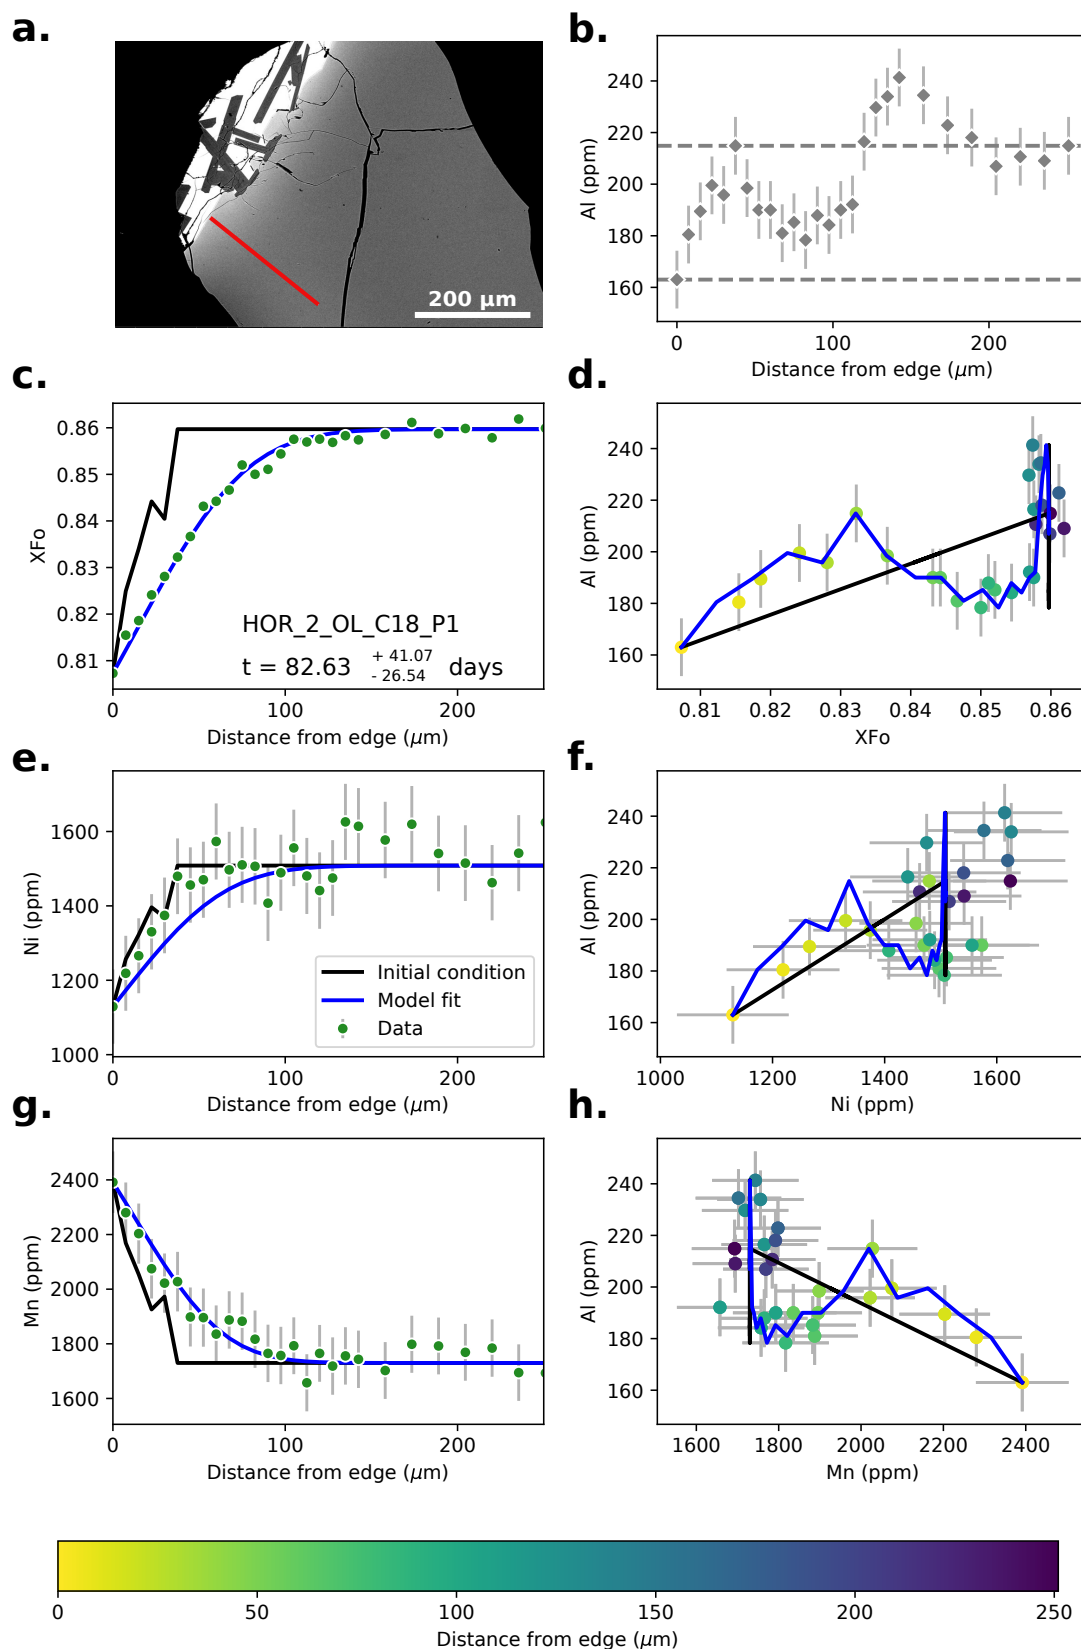 a.
200 μm
b.
240
220
200
180
160
Al (ppm)
0
100
200
Distance from edge (μm)
c.
0.86
0.85
0.84
0.83
0.82
0.81
XFo
HOR_2_OL_C18_P1
t = 82.63 + 41.07 - 26.54 days
0
100
200
Distance from edge (μm)
d.
240
220
200
180
160
Al (ppm)
0.81
0.82
0.83
0.84
0.85
0.86
XFo
e.
1600
1400
1200
1000
Ni (ppm)
Initial condition
Model fit
Data
0
100
200
Distance from edge (μm)
f.
240
220
200
180
160
Al (ppm)
1000
1200
1400
1600
Ni (ppm)
g.
2400
2200
2000
1800
1600
Mn (ppm)
0
100
200
Distance from edge (μm)
h.
240
220
200
180
160
Al (ppm)
1600
1800
2000
2200
2400
Mn (ppm)
0
50
100
150
200
250
Distance from edge (μm)